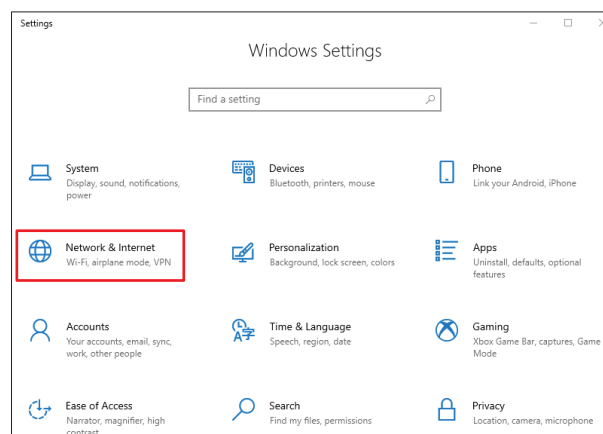 Settings
Windows Settings
Find a setting
System
Display, sound, notifications,
power
Devices
Bluetooth, printers, mouse
Phone
Link your Android, iPhone
Network & Internet
Wi-Fi, airplane mode, VPN
Personalization
Background, lock screen, colors
Apps
Uninstall, defaults, optional
features
Accounts
Your accounts, email, sync,
work, other people
Time & Language
Speech, region, date
Gaming
Xbox Game Bar, captures, Game
Mode
Ease of Access
Narrator, magnifier, high
contrast
Search
Find my files, permissions
Privacy
Location, camera, microphone